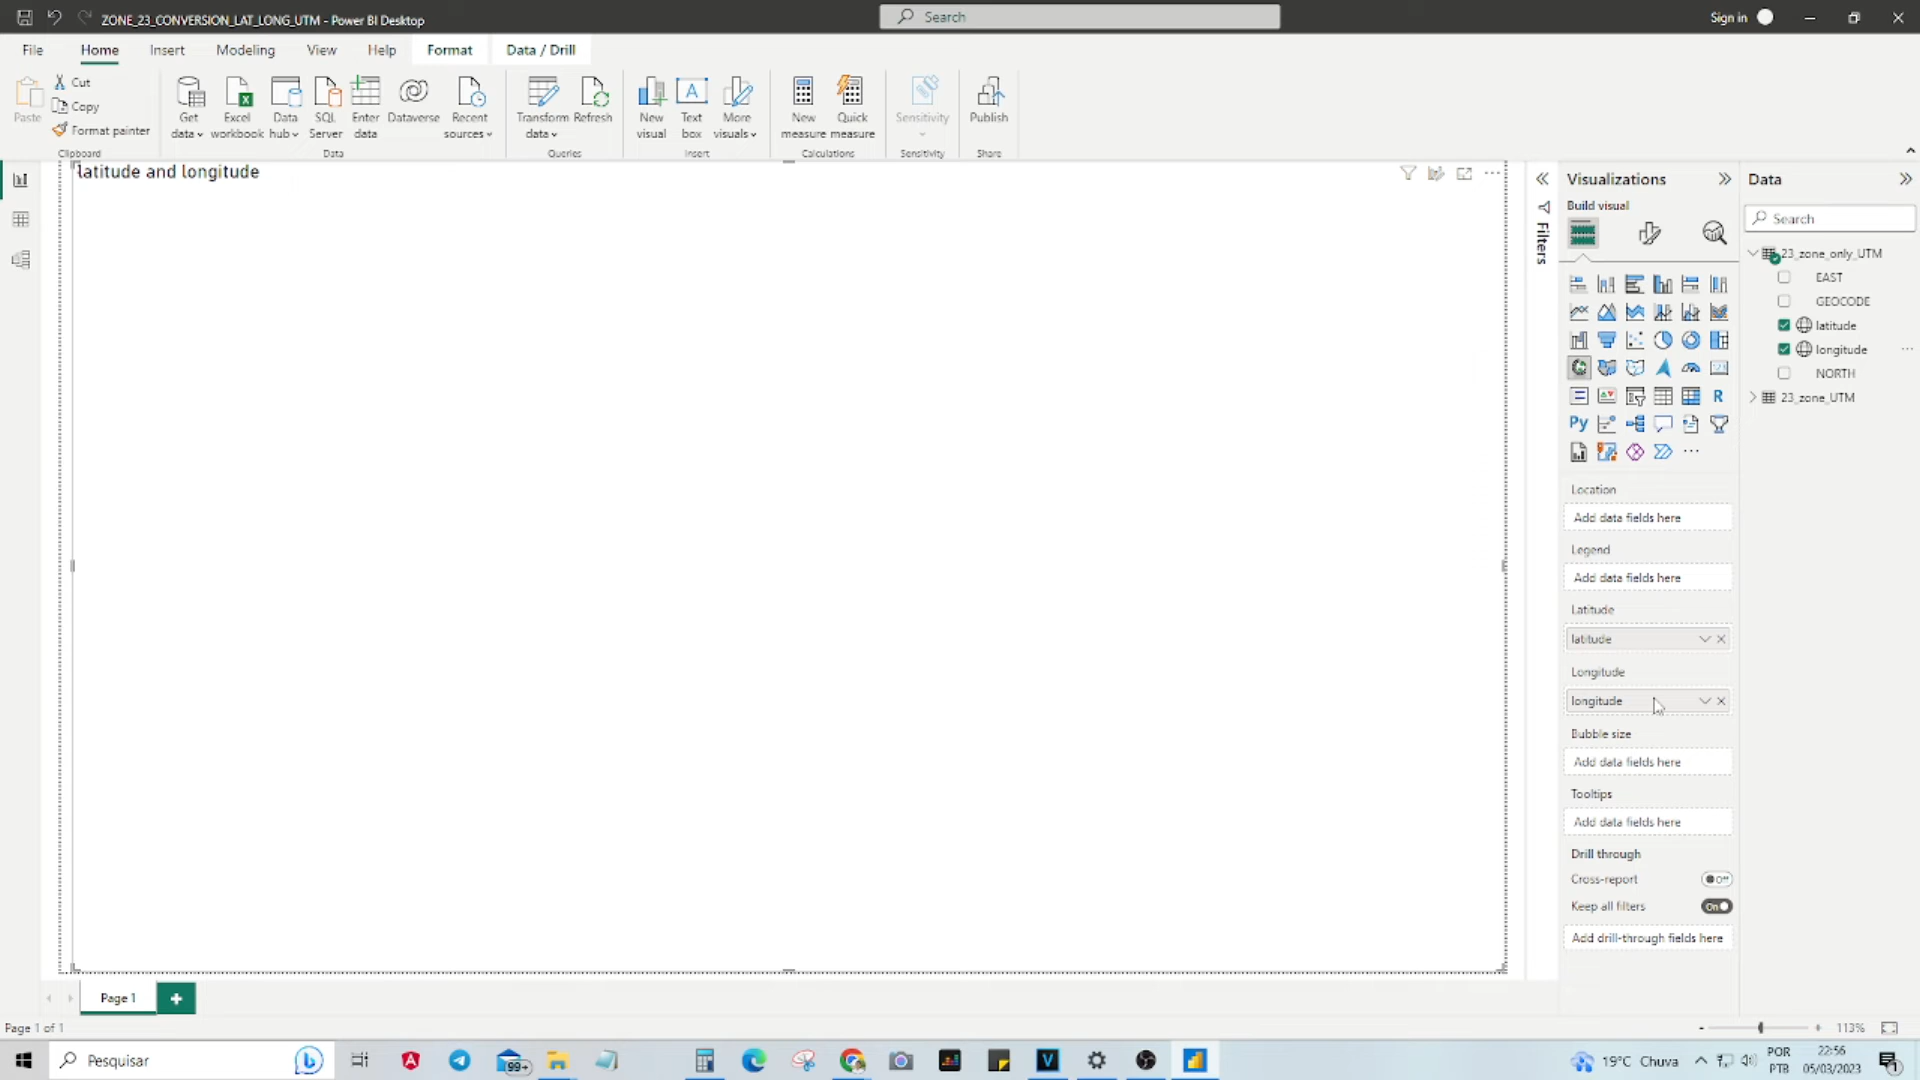 ZONE_23_CONVERSION_LAT_LONG_UTM - Power BI Desktop
Search
Sign in
File
Home
Insert
Modeling
View
Help
Format
Data / Drill
Paste
Cut
Copy
Format painter
Clipboard
Get data
Excel workbook
Data hub
SQL Server
Enter data
Dataverse
Recent sources
Data
Transform data
Refresh
Queries
New visual
Text box
More visuals
Insert
New measure
Quick measure
Calculations
Sensitivity
Sensitivity
Publish
Share
latitude and longitude
Filters
Visualizations
Build visual
R
Py
Location
Add data fields here
Legend
Add data fields here
Latitude
latitude
Longitude
longitude
Bubble size
Add data fields here
Tooltips
Add data fields here
Drill through
Cross-report
Off
Keep all filters
On
Add drill-through fields here
Data
Search
23_zone_only_UTM
EAST
GEOCODE
latitude
longitude
NORTH
23_zone_UTM
Page 1
Page 1 of 1
113%
Pesquisar
99+
19°C Chuva
POR
PTB
22:56
05/03/2023
1